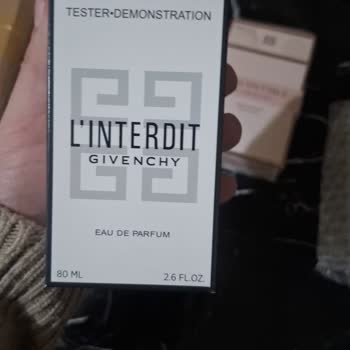 TESTER•DEMONSTRATION
L'INTERDIT
GIVENCHY
EAU DE PARFUM
80 ML 2.6 FL.OZ.